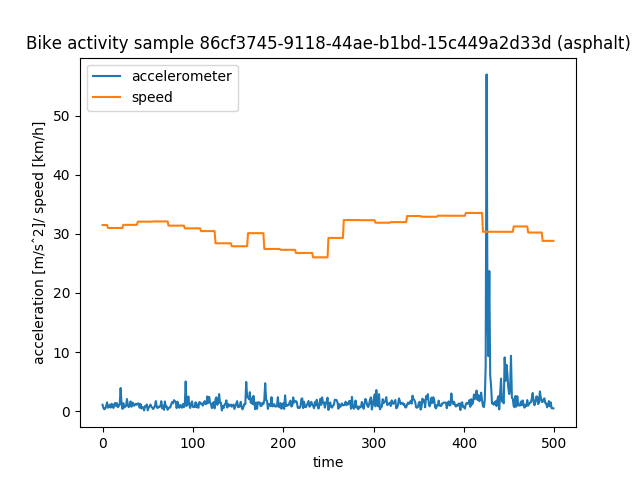 Bike activity sample 86cf3745-9118-44ae-b1bd-15c449a2d33d (asphalt)
accelerometer
speed
acceleration [m/s^2]/ speed [km/h]
50
40
30
20
10
0
0 100 200 300 400 500
time